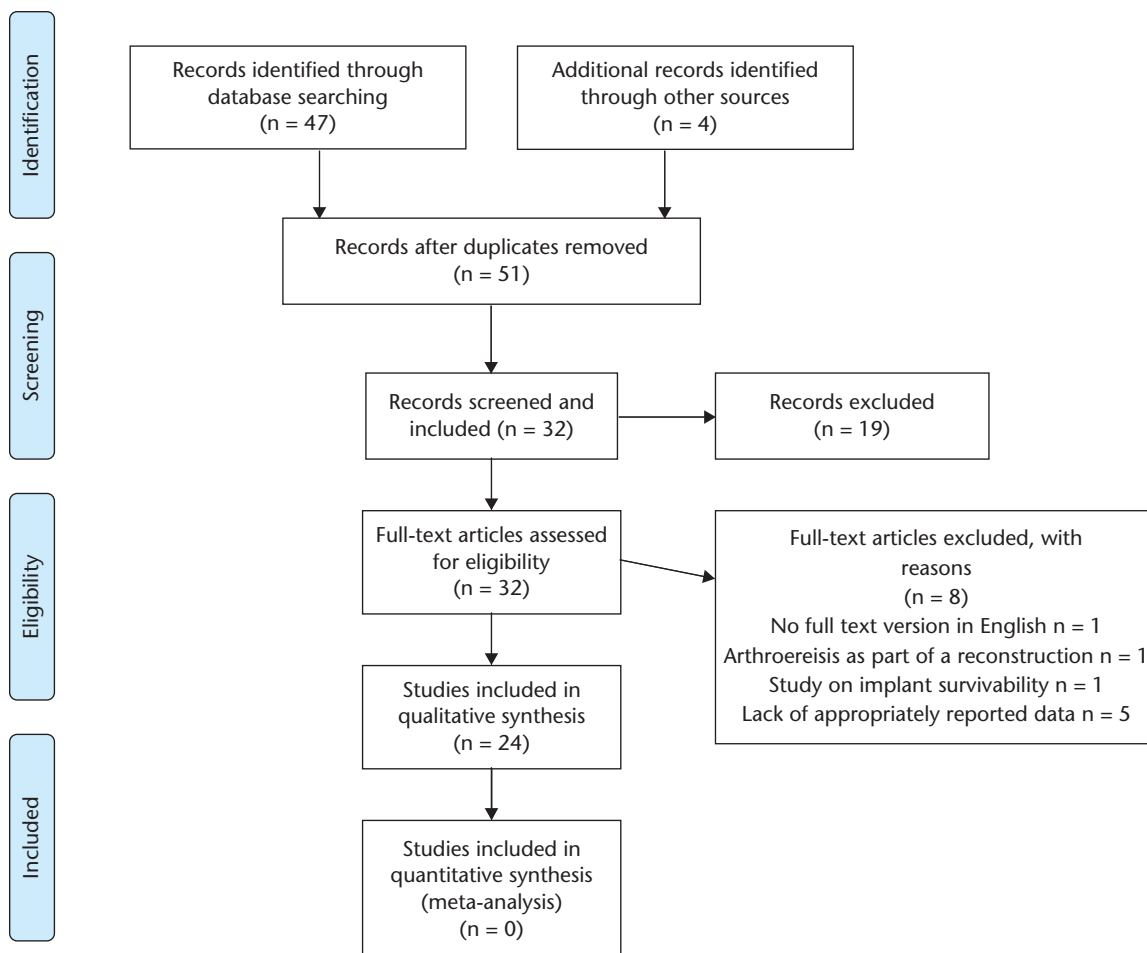 Identification
Records identified through
database searching
(n = 47)
Additional records identified
through other sources
(n = 4)
Records after duplicates removed
(n = 51)
Screening
Records screened and
included (n = 32)
Records excluded
(n = 19)
Eligibility
Full-text articles assessed
for eligibility
(n = 32)
Full-text articles excluded, with
reasons
(n = 8)
No full text version in English n = 1
Arthroereisis as part of a reconstruction n = 1
Study on implant survivability n = 1
Lack of appropriately reported data n = 5
Studies included in
qualitative synthesis
(n = 24)
Included
Studies included in
quantitative synthesis
(meta-analysis)
(n = 0)